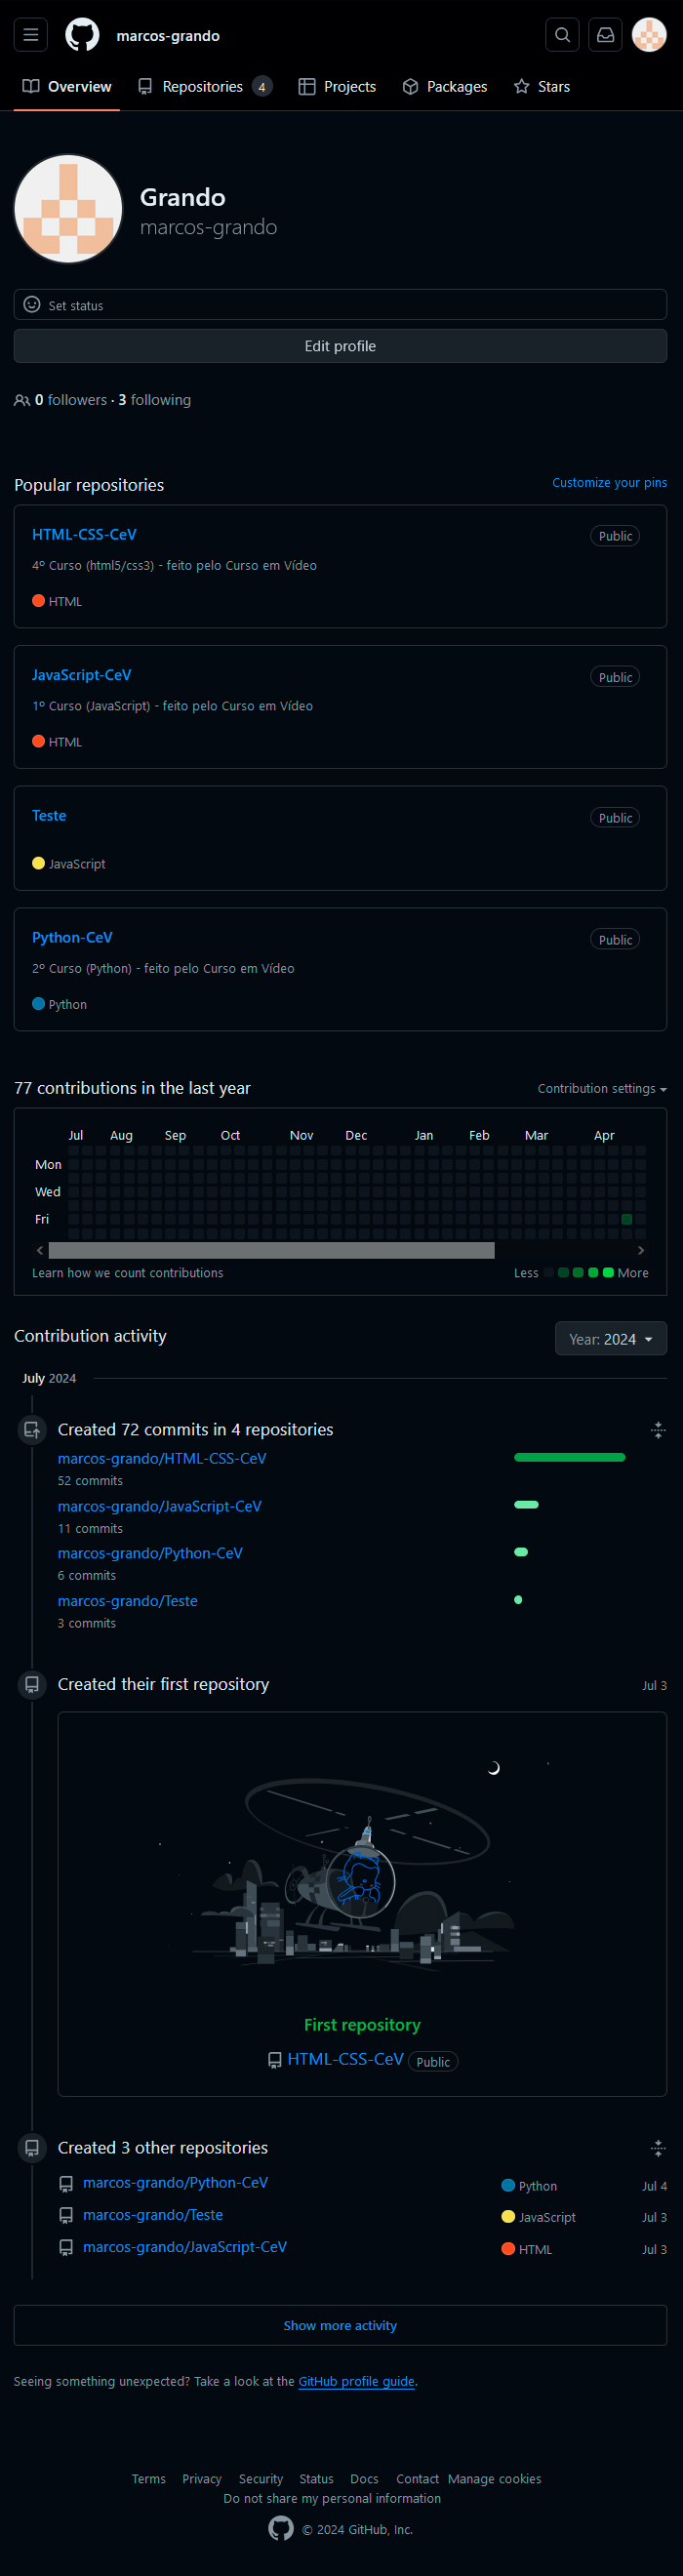 marcos-grando
Overview Repositories 4 Projects Packages Stars
Grando
marcos-grando
Set status
Edit profile
0 followers · 3 following
Popular repositories Customize your pins
HTML-CSS-CeV Public
4º Curso (html5/css3) - feito pelo Curso em Vídeo
HTML
JavaScript-CeV Public
1º Curso (JavaScript) - feito pelo Curso em Vídeo
HTML
Teste Public
JavaScript
Python-CeV Public
2º Curso (Python) - feito pelo Curso em Vídeo
Python
77 contributions in the last year Contribution settings
Jul Aug Sep Oct Nov Dec Jan Feb Mar Apr
Mon
Wed
Fri
Learn how we count contributions Less More
Contribution activity Year: 2024
July 2024
Created 72 commits in 4 repositories
marcos-grando/HTML-CSS-CeV
52 commits
marcos-grando/JavaScript-CeV
11 commits
marcos-grando/Python-CeV
6 commits
marcos-grando/Teste
3 commits
Created their first repository Jul 3
First repository
HTML-CSS-CeV Public
Created 3 other repositories
marcos-grando/Python-CeV Python Jul 4
marcos-grando/Teste JavaScript Jul 3
marcos-grando/JavaScript-CeV HTML Jul 3
Show more activity
Seeing something unexpected? Take a look at the GitHub profile guide.
Terms Privacy Security Status Docs Contact Manage cookies
Do not share my personal information
© 2024 GitHub, Inc.